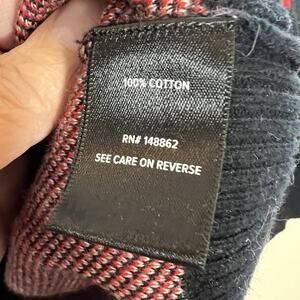 100% COTTON
RN# 148862
SEE CARE ON REVERSE